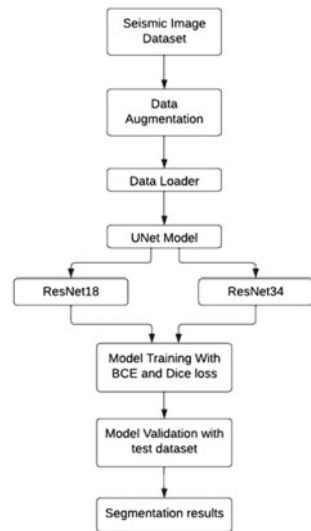 Seismic Image
Dataset
Data
Augmentation
Data Loader
UNet Model
ResNet18
ResNet34
Model Training With
BCE and Dice loss
Model Validation with
test dataset
Segmentation results